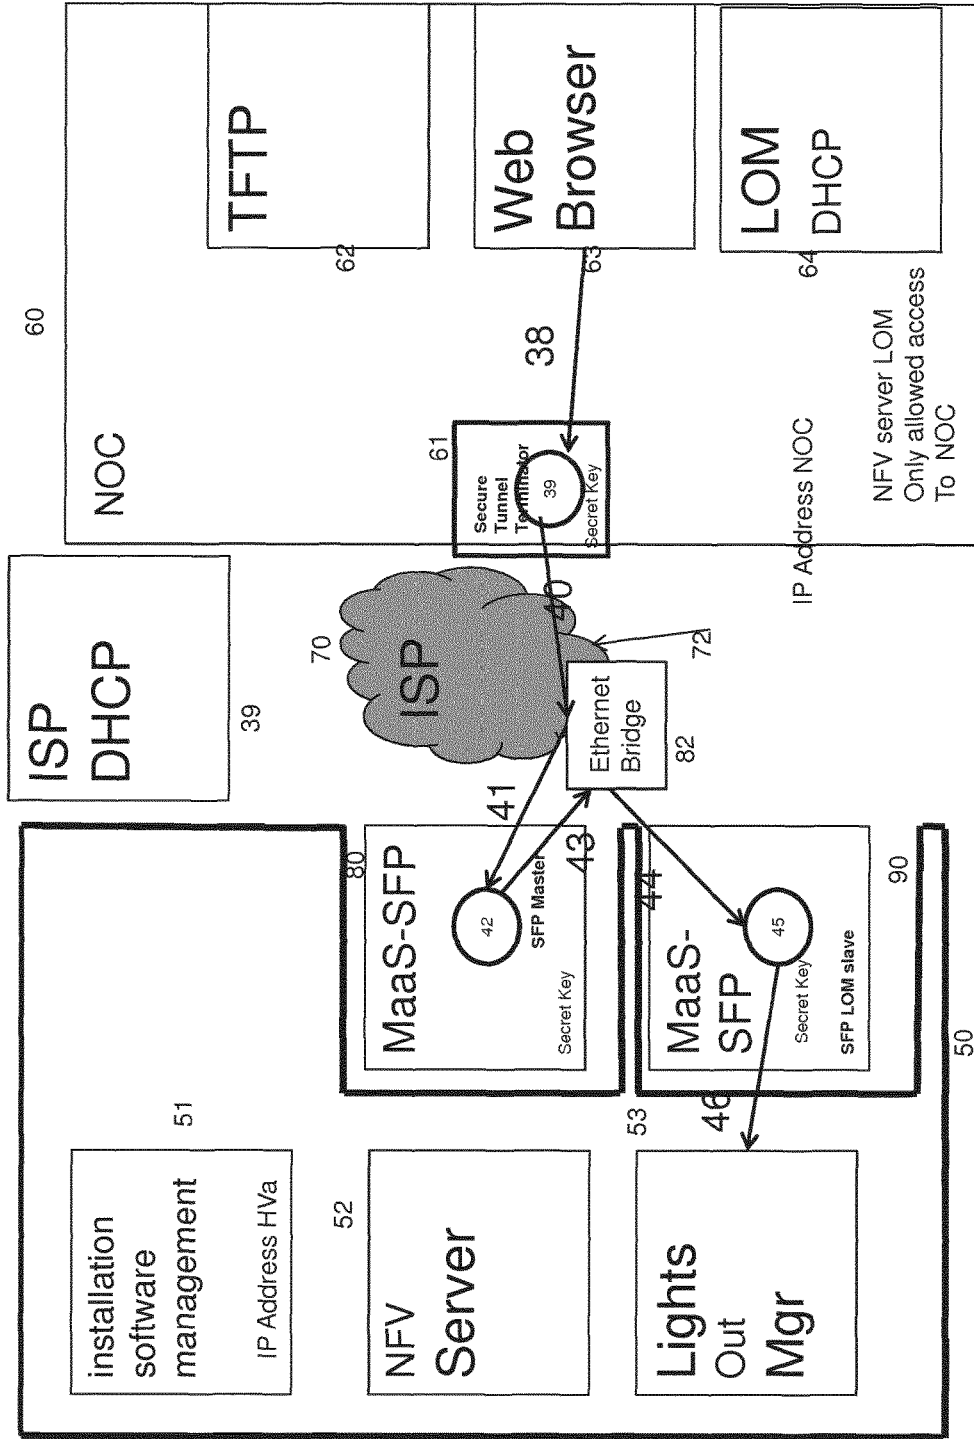 installation
software
management
IP Address HVa
51
NFV
Server
52
Lights
Out
Mgr
53
50
MaaS-SFP
42
SFP Master
Secret Key
80
MaaS-
SFP
45
Secret Key
SFP LOM slave
90
46
41
43
44
ISP
DHCP
39
ISP
70
Ethernet
Bridge
82
72
40
NOC
60
Secure
Tunnel
Terminator
39
Secret Key
61
38
TFTP
62
Web
Browser
63
LOM
DHCP
64
IP Address NOC
NFV server LOM
Only allowed access
To NOC